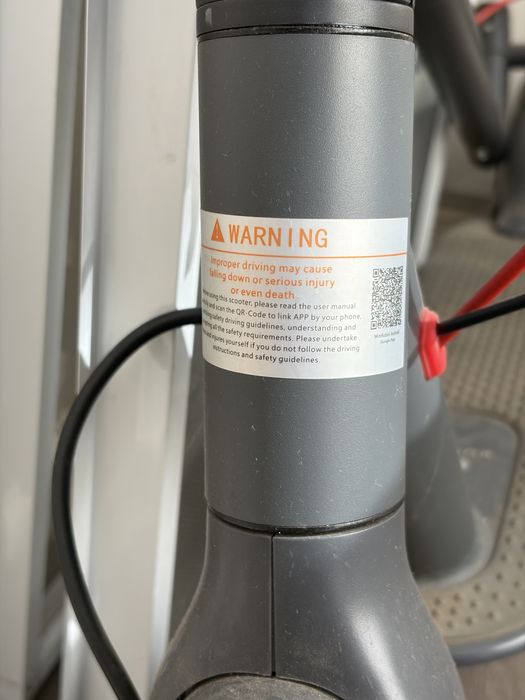 WARNING
Improper driving may cause
falling down or serious injury
or even death
using this scooter, please read the user manual
and scan the QR-Code to link APP by your phone,
safety driving guidelines, understanding and
all the safety requirements. Please undertake
and injures yourself if you do not follow the driving
instructions and safety guidelines.